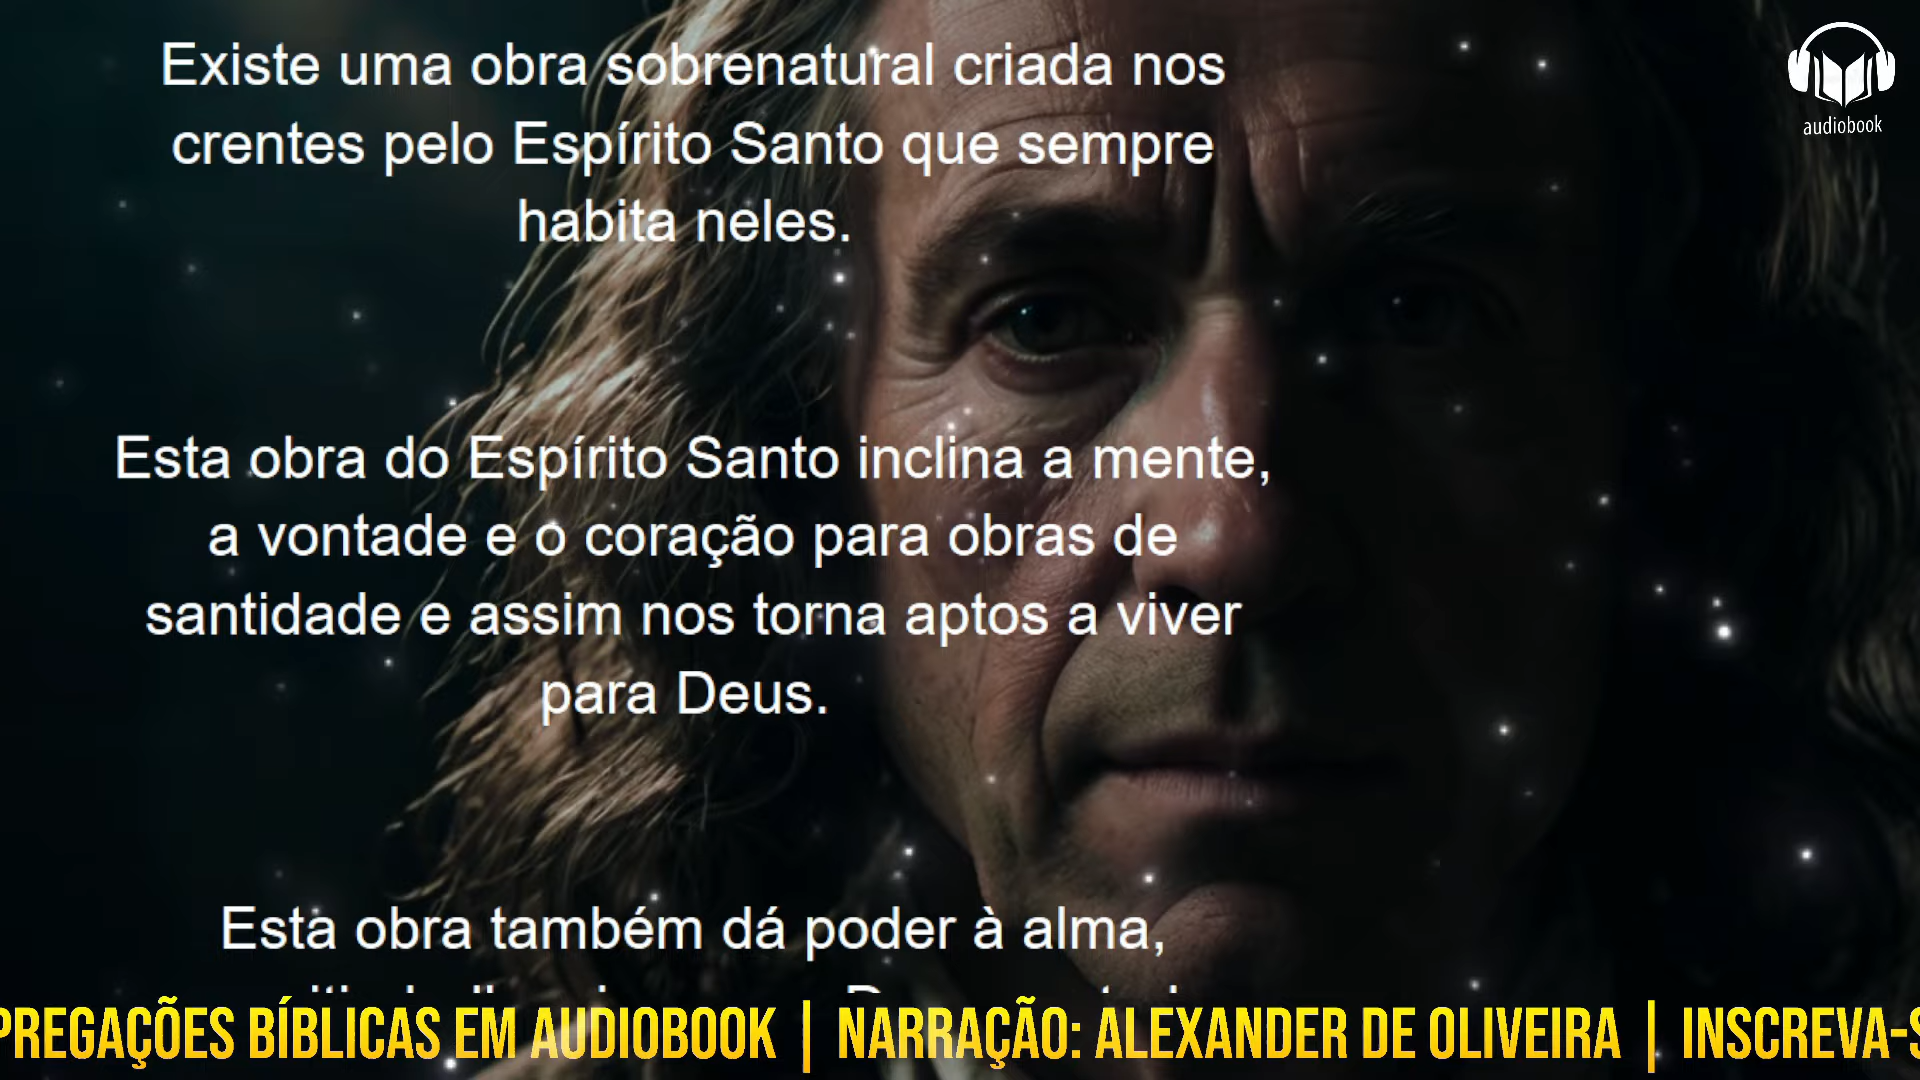 Existe uma obra sobrenatural criada nos
crentes pelo Espírito Santo que sempre
habita neles.
Esta obra do Espírito Santo inclina a mente,
a vontade e o coração para obras de
santidade e assim nos torna aptos a viver
para Deus.
Esta obra também dá poder à alma,
PREGAÇÕES BÍBLICAS EM AUDIOBOOK | NARRAÇÃO: ALEXANDER DE OLIVEIRA | INSCREVA-S
audiobook